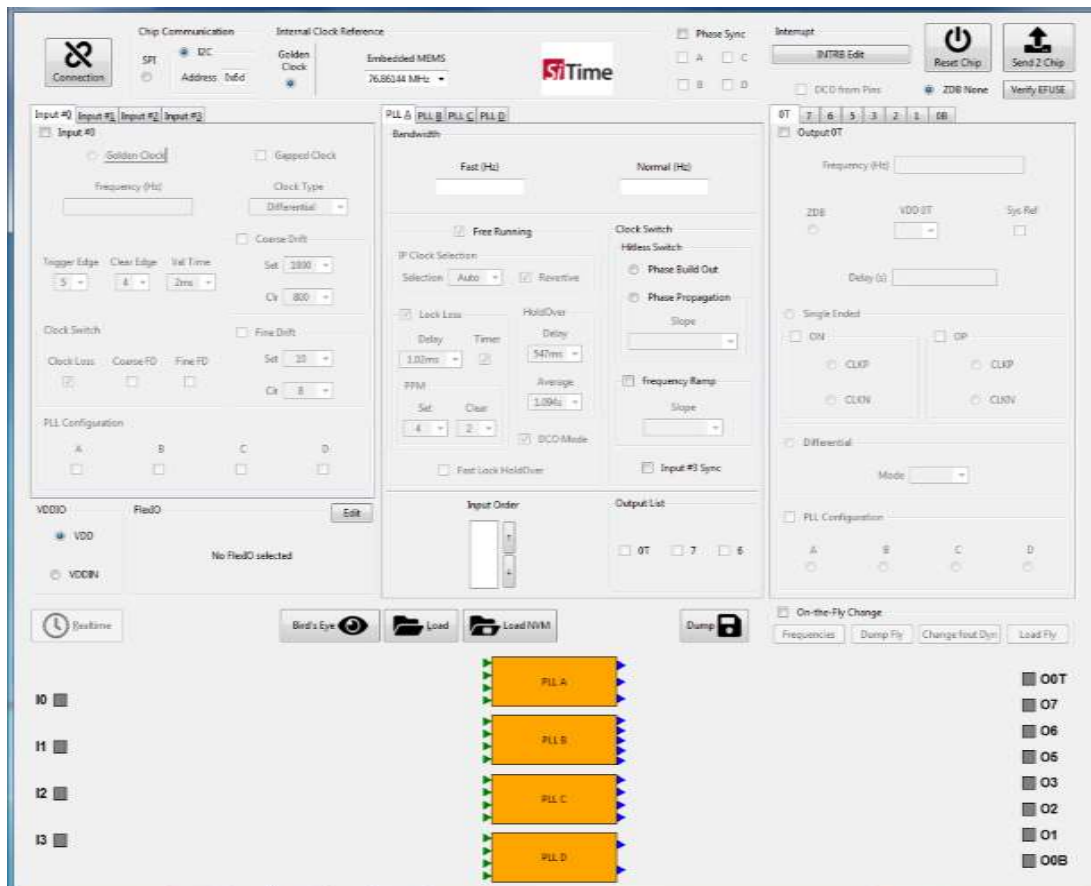 Connection
Chip Communication
SPI
I2C
Address 0x6d
Internal Clock Reference
Golden Clock
Embedded MEMS
76.86144 MHz
SiTime
Phase Sync
A
C
B
D
Interrupt
INTRB Edit
DCO from Pins
ZDB None
Reset Chip
Send 2 Chip
Verify EFUSE
Input #0 Input #1 Input #2 Input #3
Input #0
Golden Clock
Gapped Clock
Frequency (Hz)
Clock Type
Differential
Coarse Drift
Trigger Edge Clear Edge Val Time
5 4 2ms
Set 1000
Clr 800
Clock Switch
Clock Loss Coarse FD Fine FD
Fine Drift
Set 10
Clr 8
PLL Configuration
A B C D
VDDIO
VDD
VDDIN
FlexIO
Edit
No FlexIO selected
PLL A PLL B PLL C PLL D
Bandwidth
Fast (Hz)
Normal (Hz)
Free Running
IP Clock Selection
Selection Auto
Revertive
Lock Loss
Delay Timer
1.02ms
PPM
Set Clear
4 2
HoldOver
Delay
547ms
Average
1.094s
DCO Mode
Fast Lock HoldOver
Clock Switch
Hitless Switch
Phase Build Out
Phase Propagation
Slope
Frequency Ramp
Slope
Input #3 Sync
Input Order
Output List
0T 7 6
0T 7 6 5 3 2 1 0B
Output 0T
Frequency (Hz)
ZDB
VDD 0T
Sys Ref
Delay (s)
Single Ended
ON
CLKP
CLKN
OP
CLKP
CLKN
Differential
Mode
PLL Configuration
A B C D
Realtime
Bird's Eye
Load
Load NVM
Dump
On-the-Fly Change
Frequencies
Dump Fly
Change fout Dyn
Load Fly
I0
I1
I2
I3
PLL A
PLL B
PLL C
PLL D
O0T
O7
O6
O5
O3
O2
O1
O0B